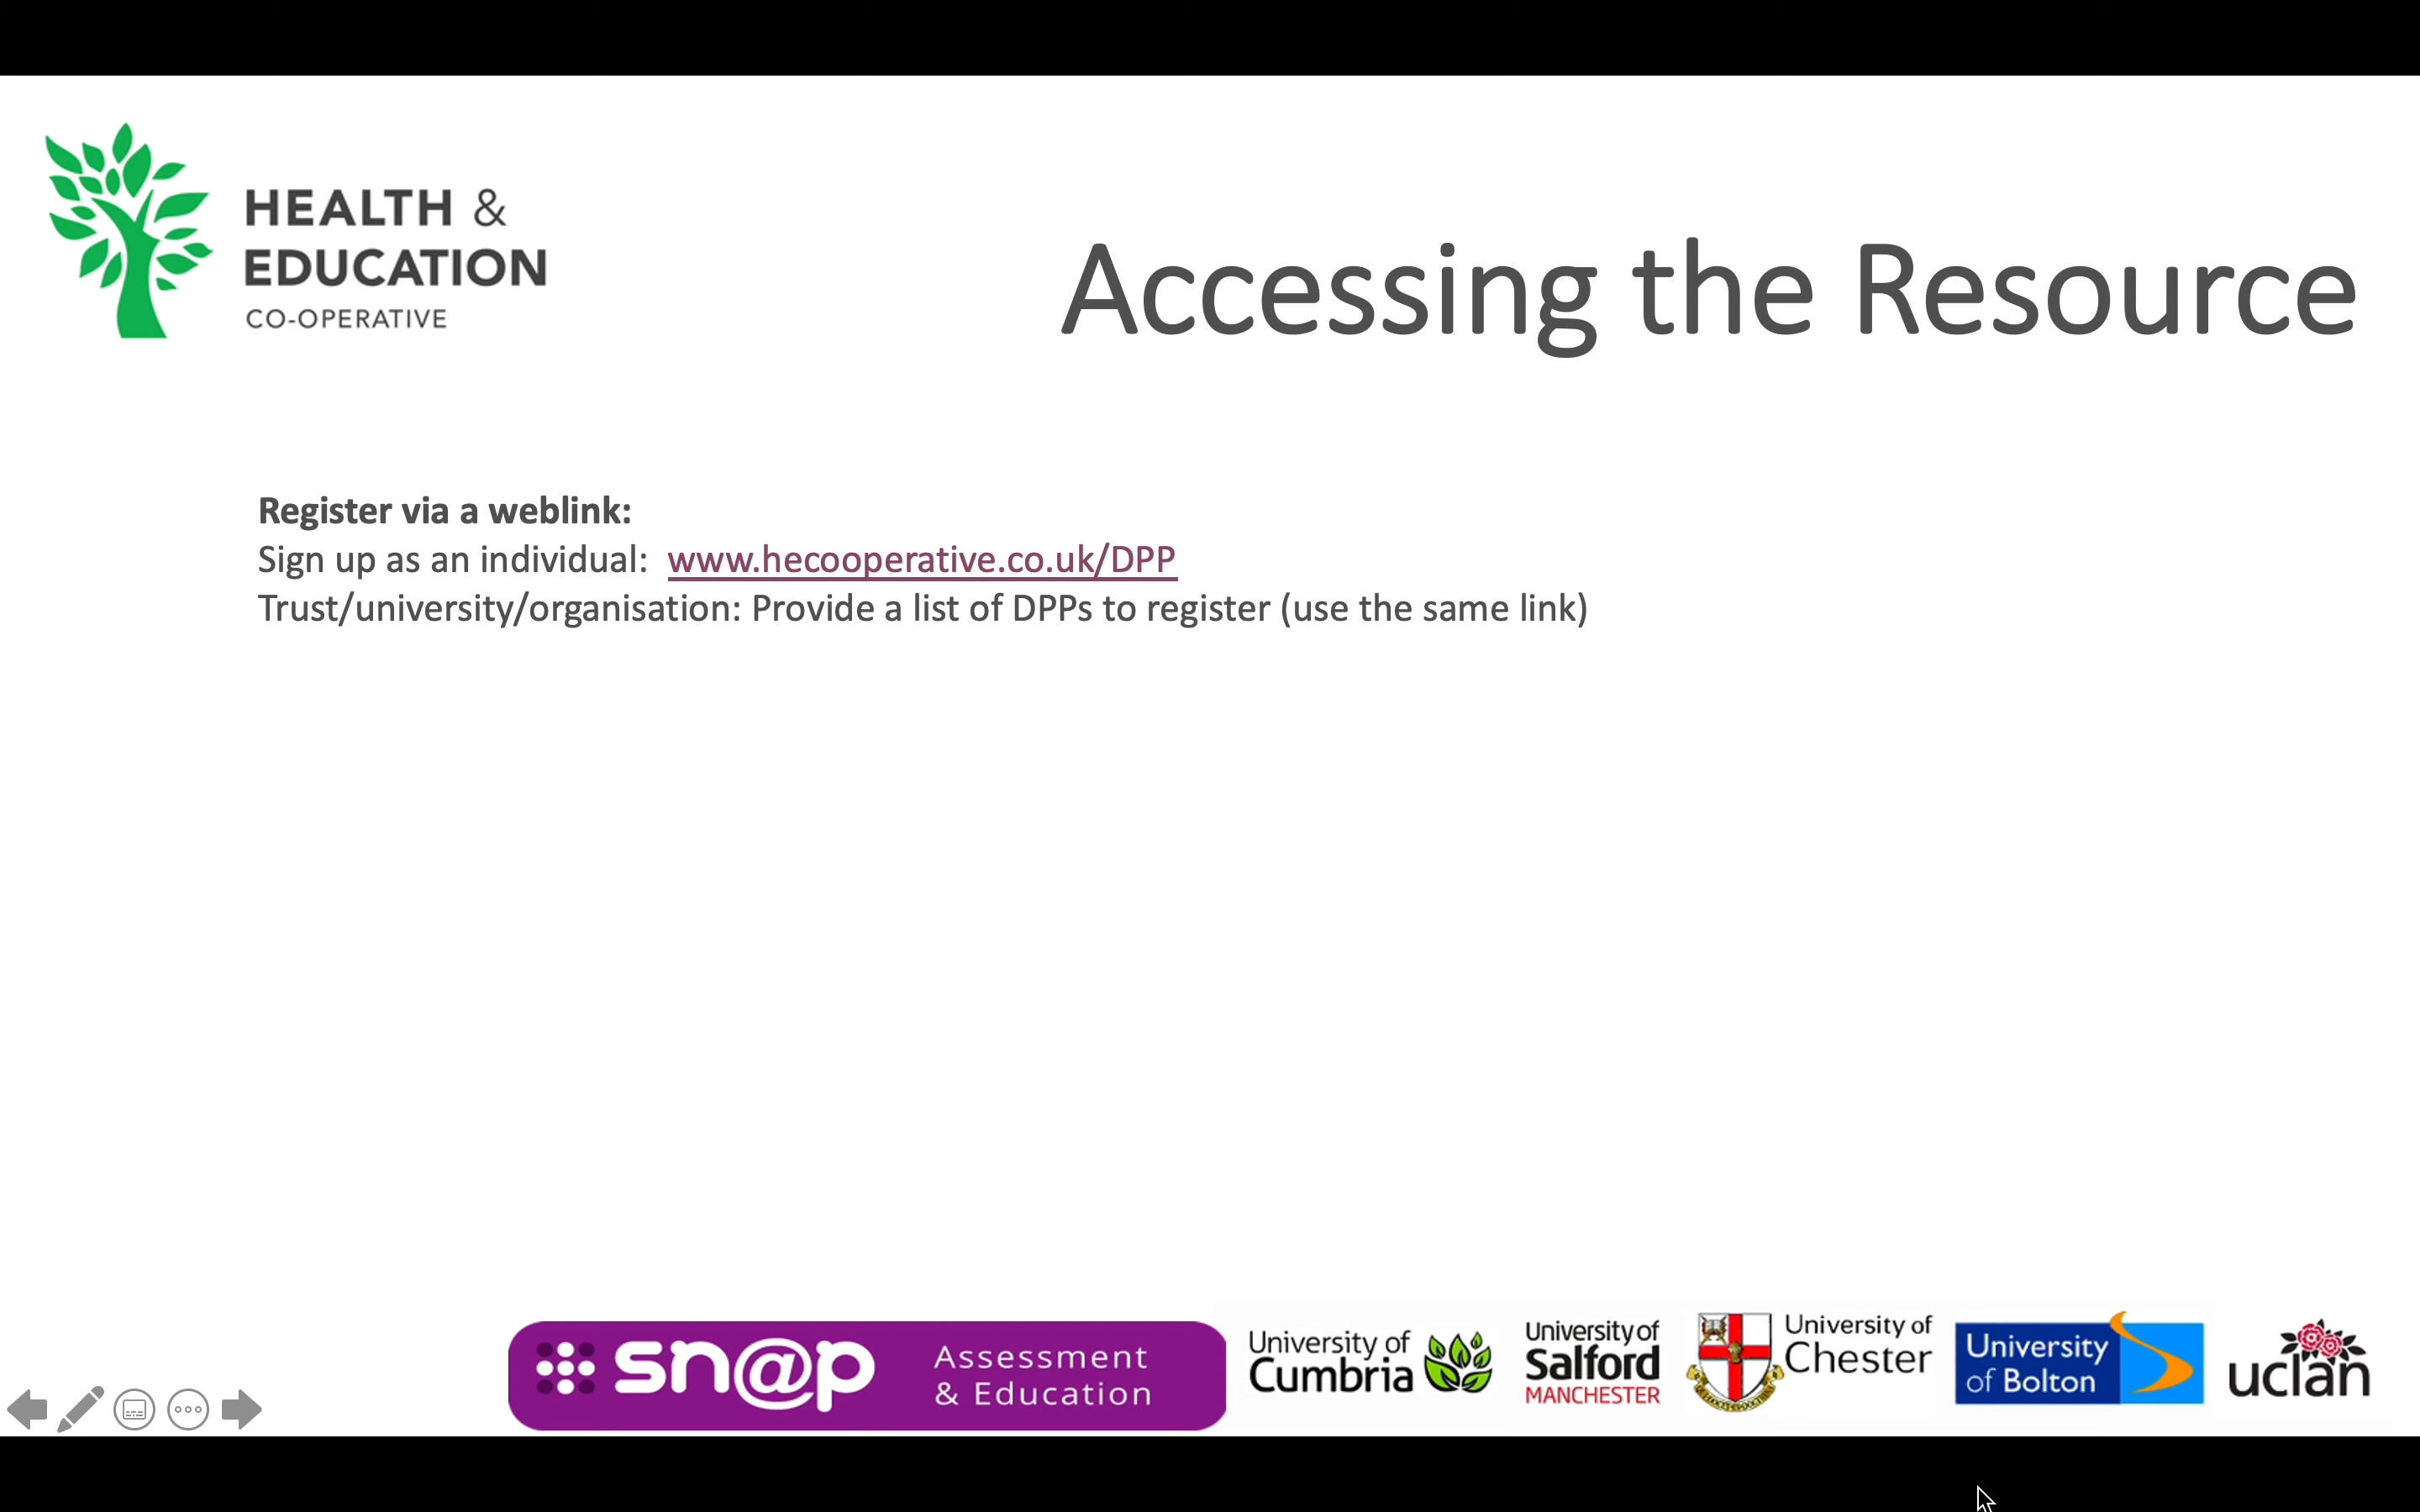 HEALTH &
EDUCATION
CO-OPERATIVE
Accessing the Resource
Register via a weblink:
Sign up as an individual: www.hecooperative.co.uk/DPP
Trust/university/organisation: Provide a list of DPPs to register (use the same link)
sn@p
Assessment
& Education
University of
Cumbria
University of
Salford
MANCHESTER
University of
Chester
University
of Bolton
uclan